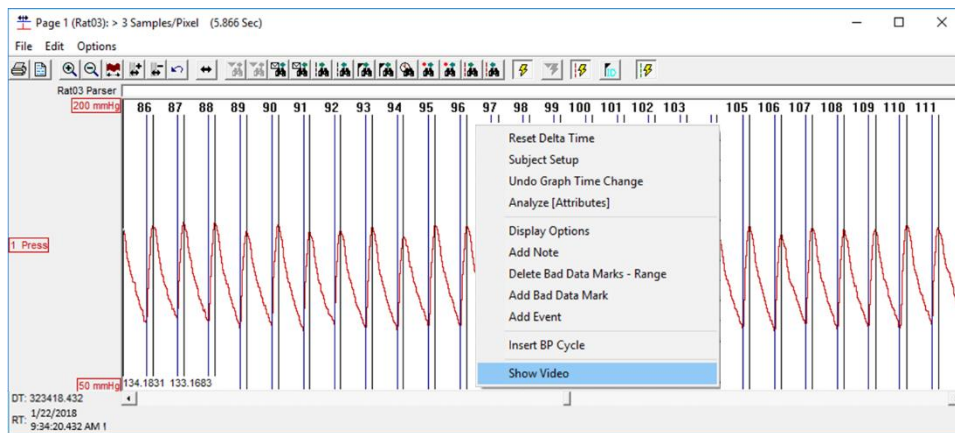 Page 1 (Rat03): > 3 Samples/Pixel (5.866 Sec)
File Edit Options
Rat03 Parser
200 mmHg 86 87 88 89 90 91 92 93 94 95 96 97 98 99 100 101 102 103 105 106 107 108 109 110 111
Reset Delta Time
Subject Setup
Undo Graph Time Change
Analyze [Attributes]
Display Options
1 Press
Add Note
Delete Bad Data Marks - Range
Add Bad Data Mark
Add Event
Insert BP Cycle
Show Video
50 mmHg 134.1831 133.1683
DT: 323418.432
RT: 1/22/2018
9:34:20.432 AM